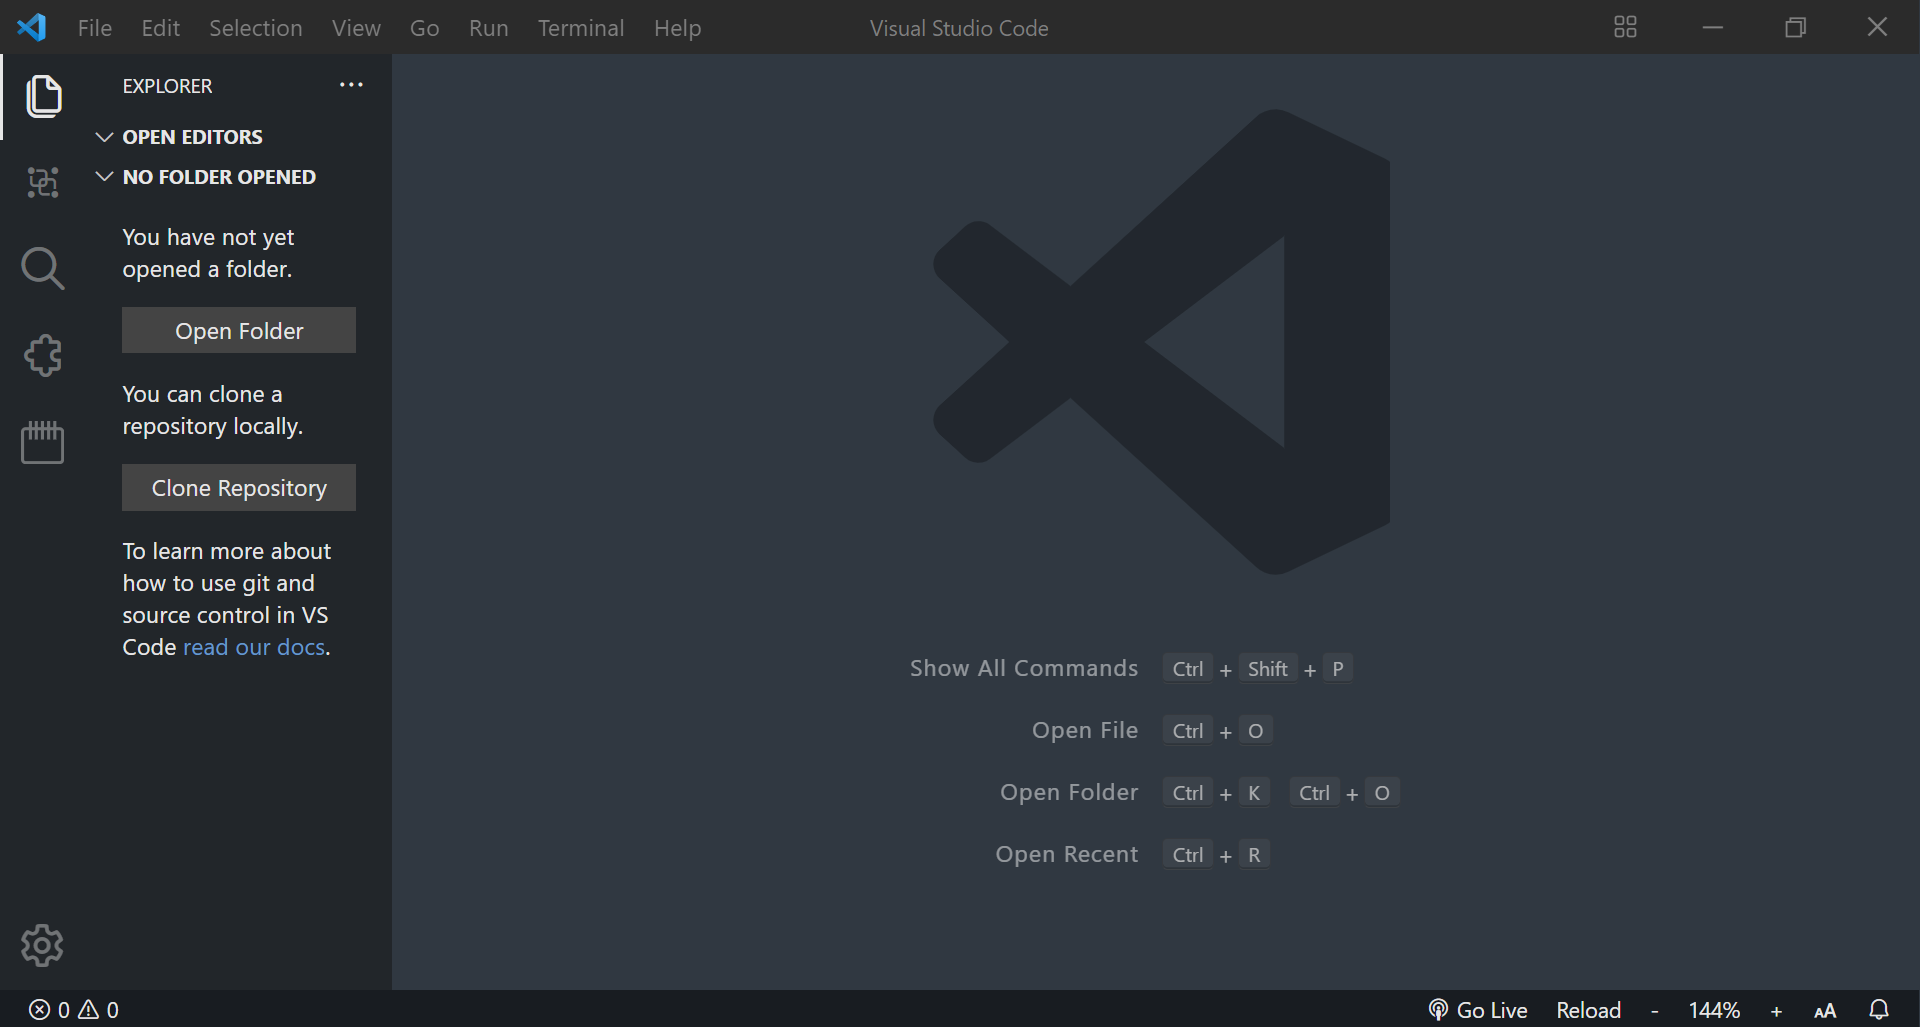 File Edit Selection View Go Run Terminal Help Visual Studio Code
EXPLORER
OPEN EDITORS
NO FOLDER OPENED
You have not yet
opened a folder.
Open Folder
You can clone a
repository locally.
Clone Repository
To learn more about
how to use git and
source control in VS
Code read our docs.
Show All Commands Ctrl + Shift + P
Open File Ctrl + O
Open Folder Ctrl + K Ctrl + O
Open Recent Ctrl + R
0 0 Go Live Reload - 144% + AA